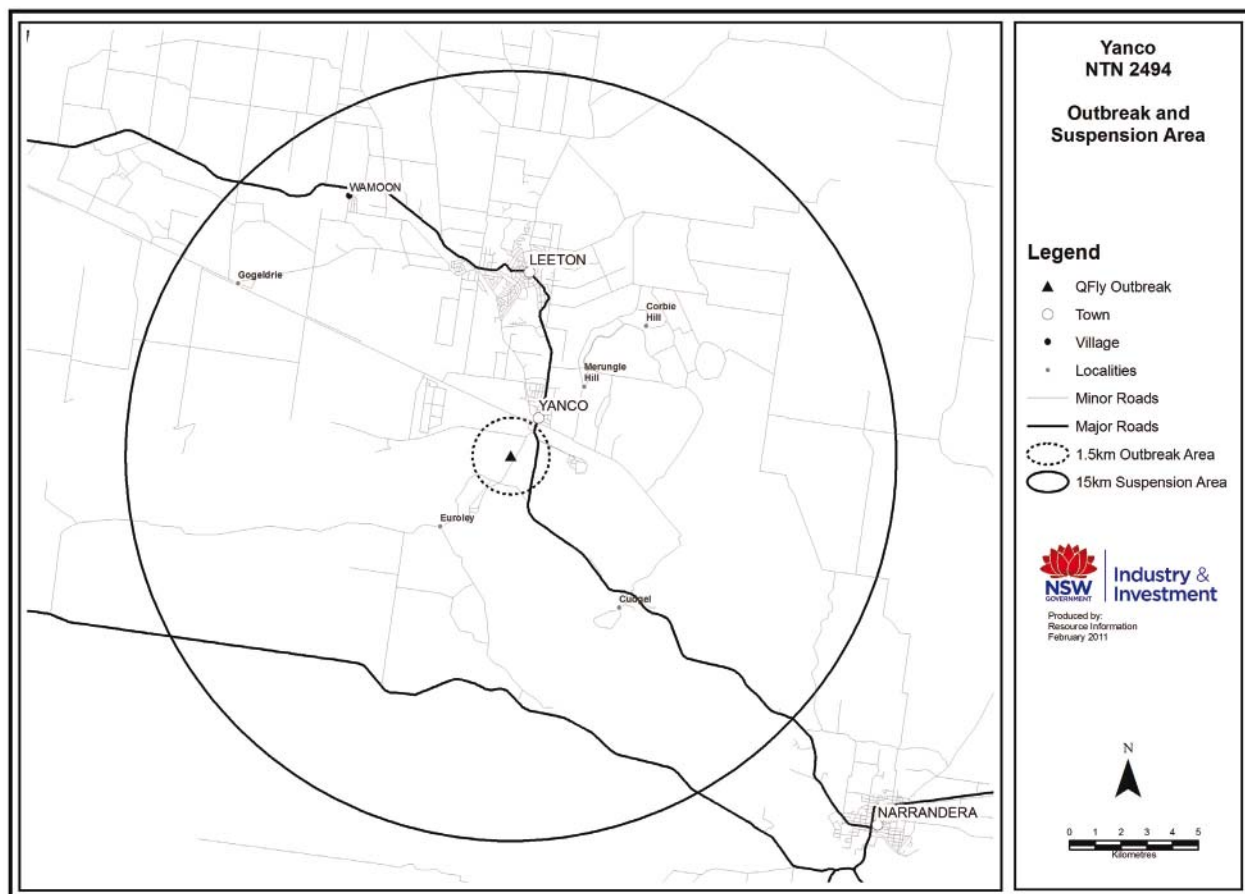 WAMOON
LEETON
Gogeldrie
Corbie
Hill
Merungle
Hill
YANCO
Euroley
Cudgel
NARRANDERA
Yanco
NTN 2494
Outbreak and
Suspension Area
Legend
QFly Outbreak
Town
Village
Localities
Minor Roads
Major Roads
1.5km Outbreak Area
15km Suspension Area
NSW
GOVERNMENT
Industry &
Investment
Produced by:
Resource Information
February 2011
N
0 1 2 3 4 5
Kilometres